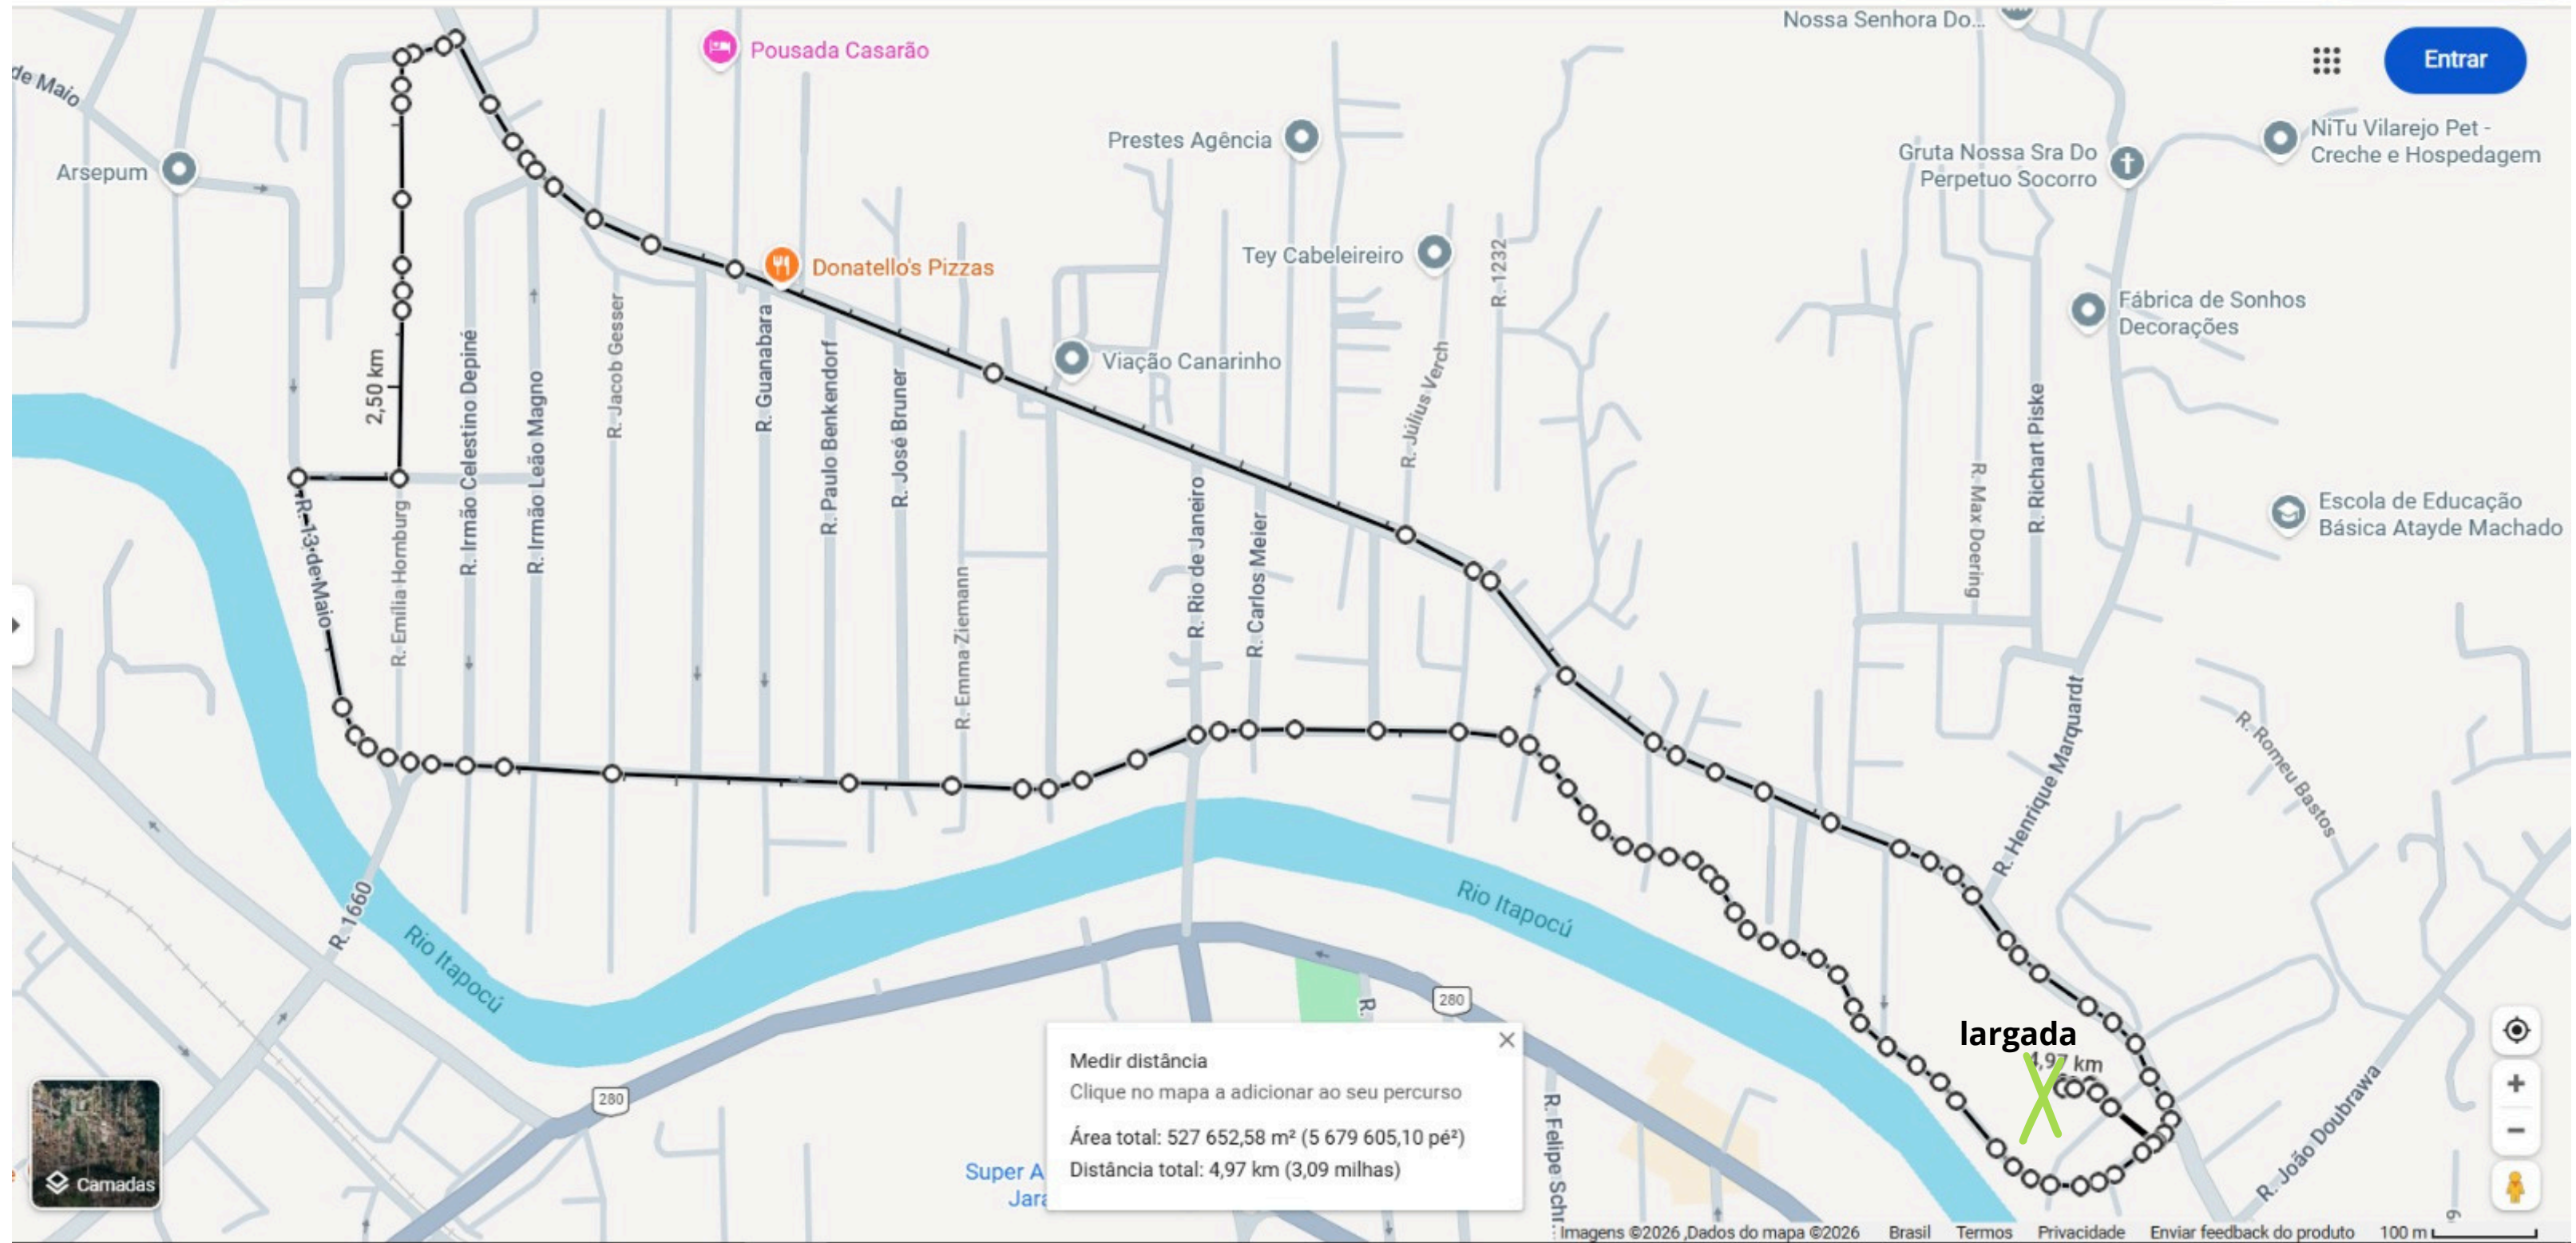 Nossa Senhora Do...
Entrar
de Maio
Pousada Casarão
Prestes Agência
NiTu Vilarejo Pet -
Creche e Hospedagem
Gruta Nossa Sra Do
Perpetuo Socorro
Arsepum
Tey Cabeleireiro
R. 1232
Donatello's Pizzas
Fábrica de Sonhos
Decorações
Viação Canarinho
2,50 km
R. Irmão Celestino Depiné
R. Irmão Leão Magno
R. Jacob Gesser
R. Guanabara
R. Paulo Benkendorf
R. José Bruner
R. Július Verch
R. Richart Piske
R. Max Doering
Escola de Educação
Básica Atayde Machado
R. 13 de Maio
R. Emília Hornburg
R. Emma Ziemann
R. Rio de Janeiro
R. Carlos Meier
R. Henrique Marquardt
R. Romeu Bastos
R. 1660
Rio Itapocú
Rio Itapocú
280
R.
largada
4,97 km
Medir distância
Clique no mapa a adicionar ao seu percurso
Área total: 527 652,58 m² (5 679 605,10 pé²)
Distância total: 4,97 km (3,09 milhas)
280
R. Felipe Schr...
R. João Doubrawa
Super A
Jara
Camadas
Imagens ©2026 ,Dados do mapa ©2026 Brasil Termos Privacidade Enviar feedback do produto 100 m